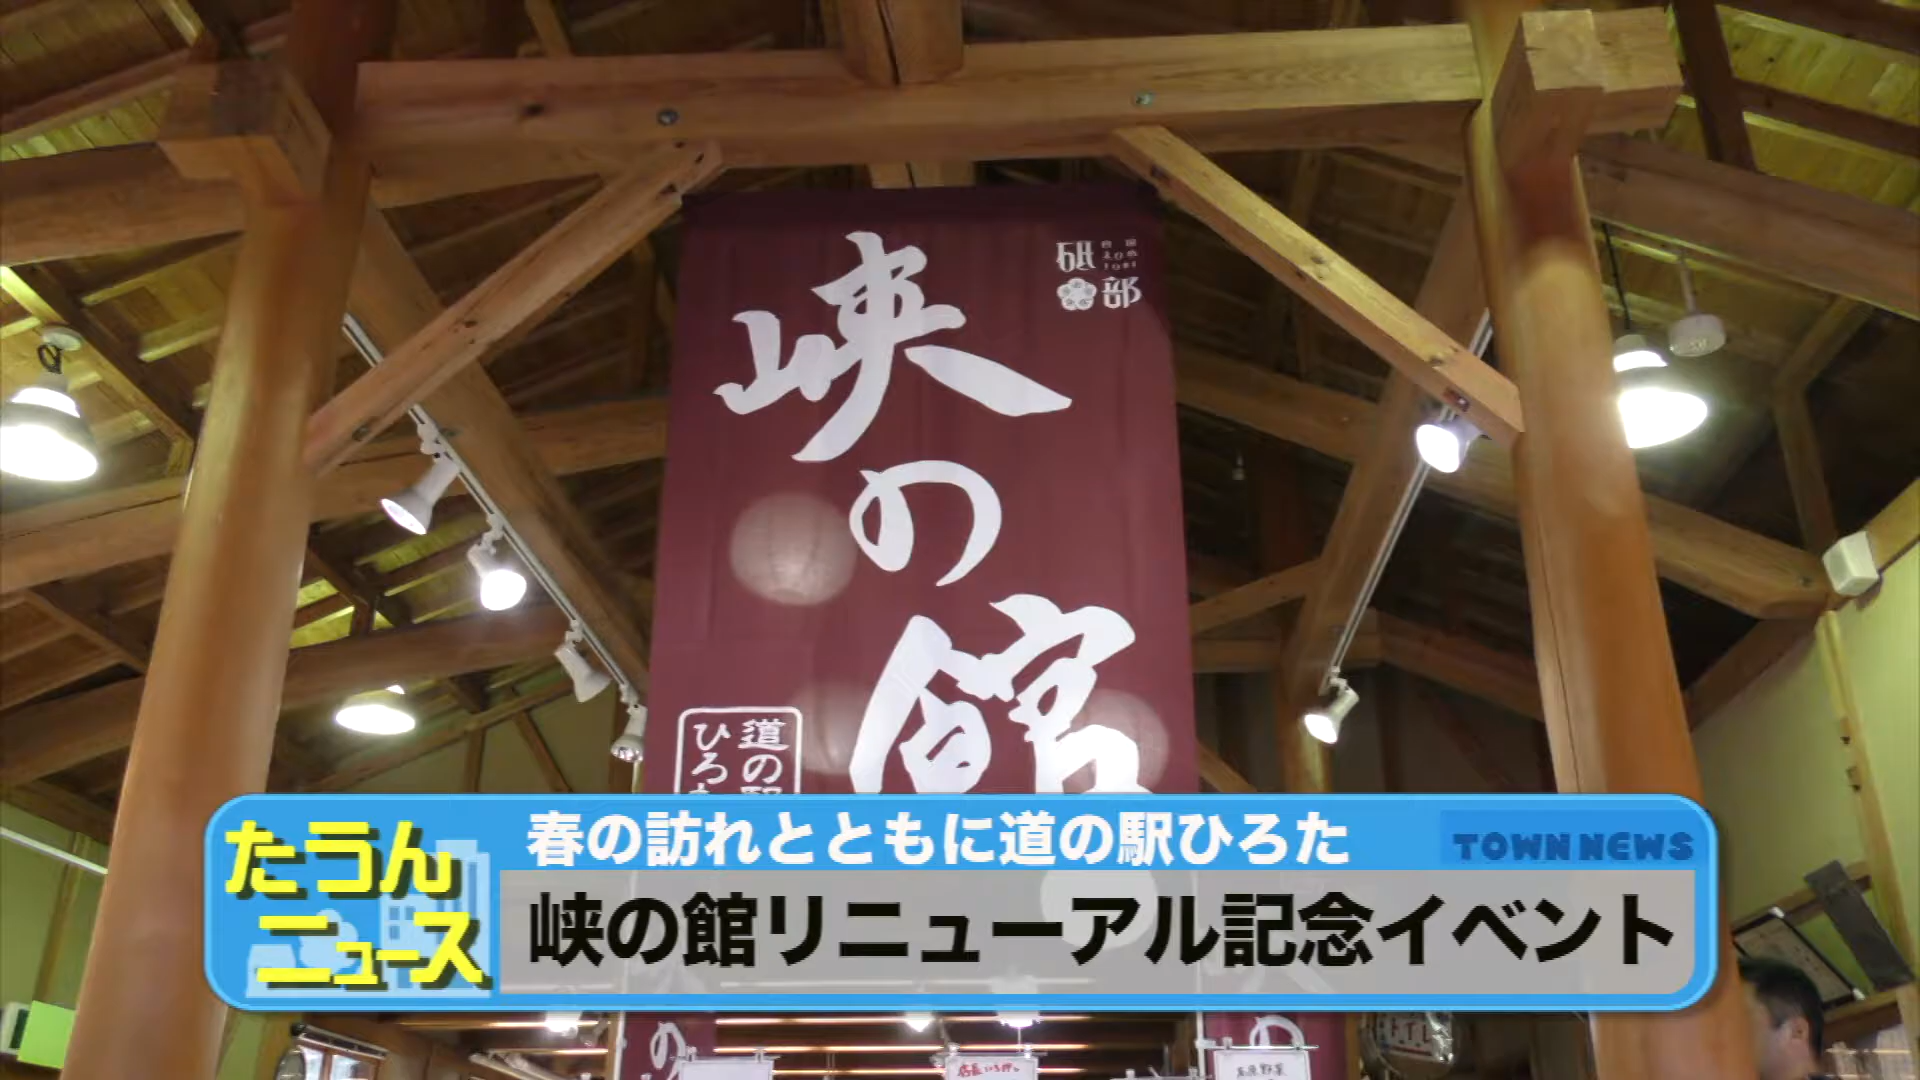 峡の館
砥
部
道の駅
ひろた
春の訪れとともに道の駅ひろた
TOWN NEWS
たうん
ニュース
峡の館リニューアル記念イベント
の
の